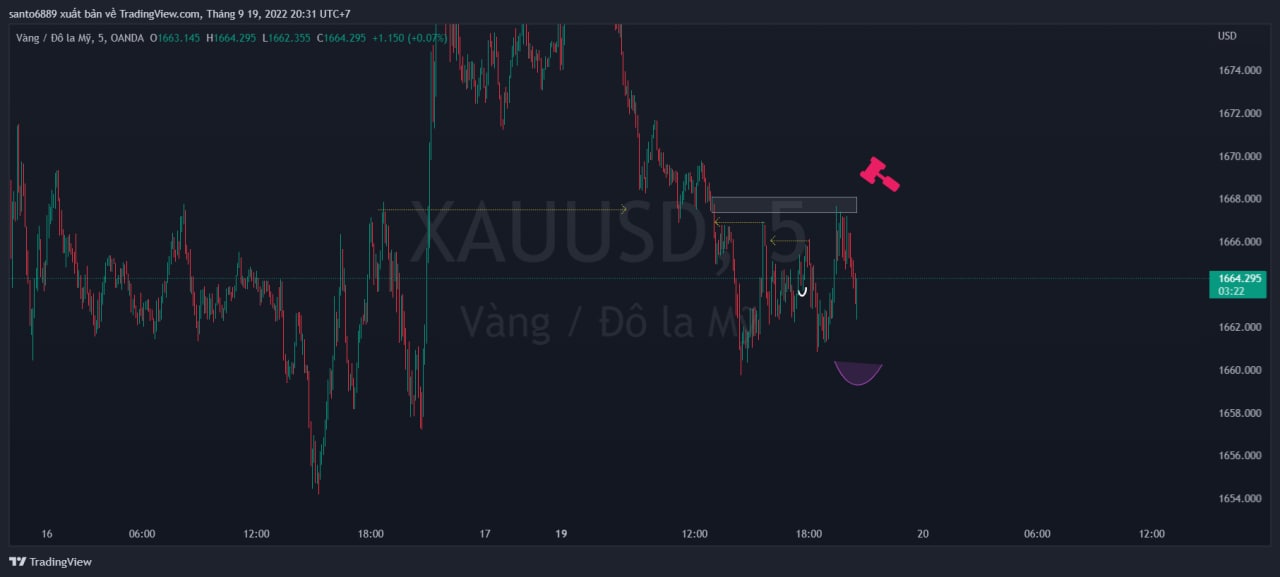 santo6889 xuất bản về TradingView.com, Tháng 9 19, 2022 20:31 UTC+7
Vàng / Đô la Mỹ, 5, OANDA O1663.145 H1664.295 L1662.355 C1664.295 +1.150 (+0.07%)
USD
1674.000
1672.000
1670.000
1668.000
1666.000
1664.295
03:22
1662.000
1660.000
1658.000
1656.000
1654.000
XAUUSD, 5
Vàng / Đô la Mỹ
16 06:00 12:00 18:00 17 19 12:00 18:00 20 06:00 12:00
TradingView